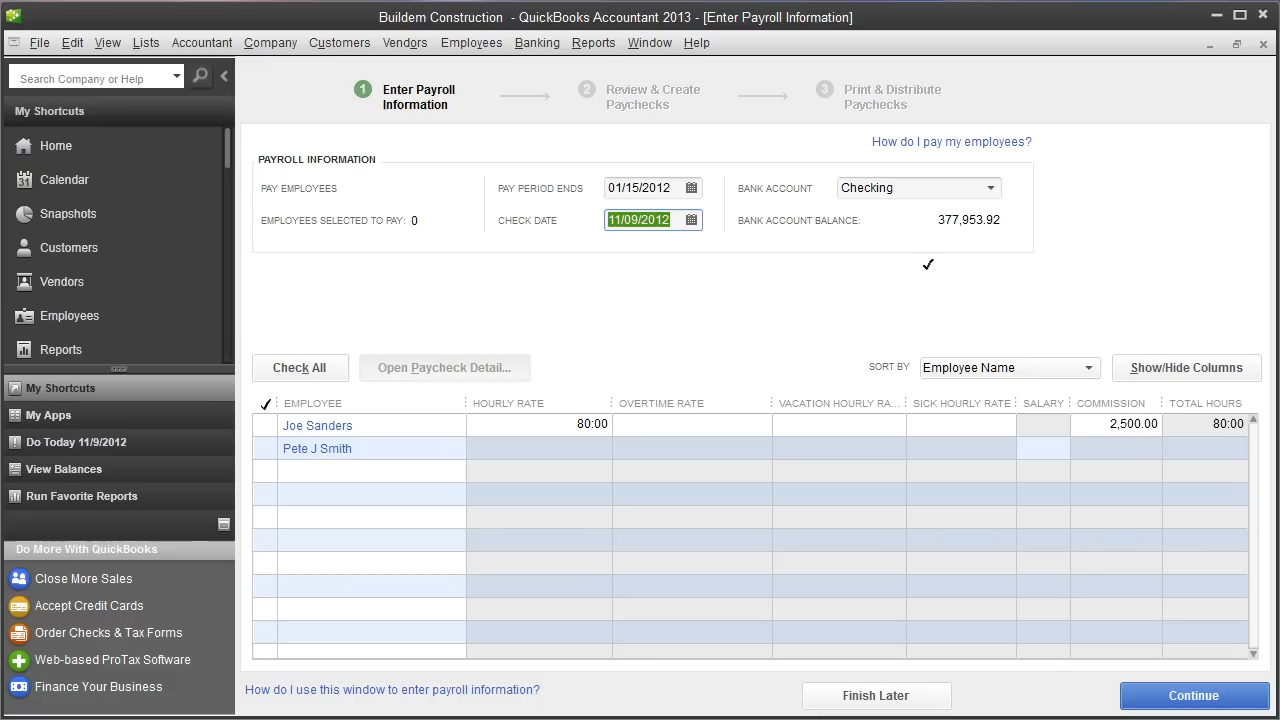 Buildem Construction - QuickBooks Accountant 2013 - [Enter Payroll Information]
File Edit View Lists Accountant Company Customers Vendors Employees Banking Reports Window Help
Search Company or Help
My Shortcuts
Home
Calendar
Snapshots
Customers
Vendors
Employees
Reports
My Shortcuts
My Apps
Do Today 11/9/2012
View Balances
Run Favorite Reports
Do More With QuickBooks
Close More Sales
Accept Credit Cards
Order Checks & Tax Forms
Web-based ProTax Software
Finance Your Business
1 Enter Payroll
Information
2 Review & Create
Paychecks
3 Print & Distribute
Paychecks
How do I pay my employees?
PAYROLL INFORMATION
PAY EMPLOYEES
PAY PERIOD ENDS 01/15/2012
BANK ACCOUNT Checking
EMPLOYEES SELECTED TO PAY: 0
CHECK DATE 11/09/2012
BANK ACCOUNT BALANCE: 377,953.92
Check All
Open Paycheck Detail...
SORT BY Employee Name
Show/Hide Columns
EMPLOYEE HOURLY RATE OVERTIME RATE VACATION HOURLY RA... SICK HOURLY RATE SALARY COMMISSION TOTAL HOURS
Joe Sanders 80:00 2,500.00 80:00
Pete J Smith
How do I use this window to enter payroll information?
Finish Later
Continue